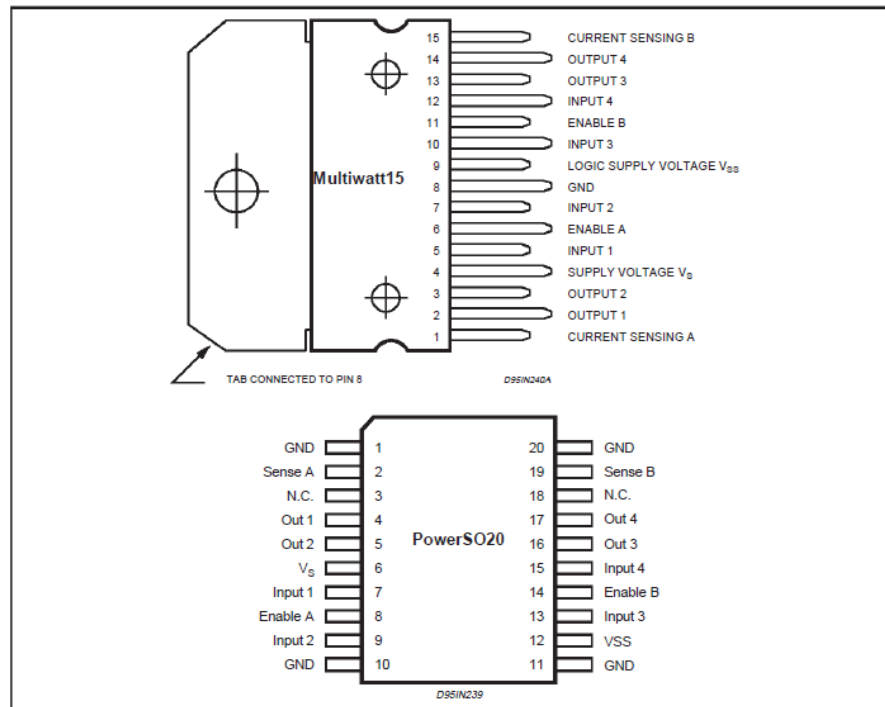 15 CURRENT SENSING B
14 OUTPUT 4
13 OUTPUT 3
12 INPUT 4
11 ENABLE B
10 INPUT 3
9 LOGIC SUPPLY VOLTAGE VSS
8 GND
7 INPUT 2
6 ENABLE A
5 INPUT 1
4 SUPPLY VOLTAGE VS
3 OUTPUT 2
2 OUTPUT 1
1 CURRENT SENSING A
Multiwatt15
TAB CONNECTED TO PIN 8
D95IN240A
GND 1 20 GND
Sense A 2 19 Sense B
N.C. 3 18 N.C.
Out 1 4 17 Out 4
Out 2 5 16 Out 3
VS 6 15 Input 4
Input 1 7 14 Enable B
Enable A 8 13 Input 3
Input 2 9 12 VSS
GND 10 11 GND
PowerSO20
D95IN239